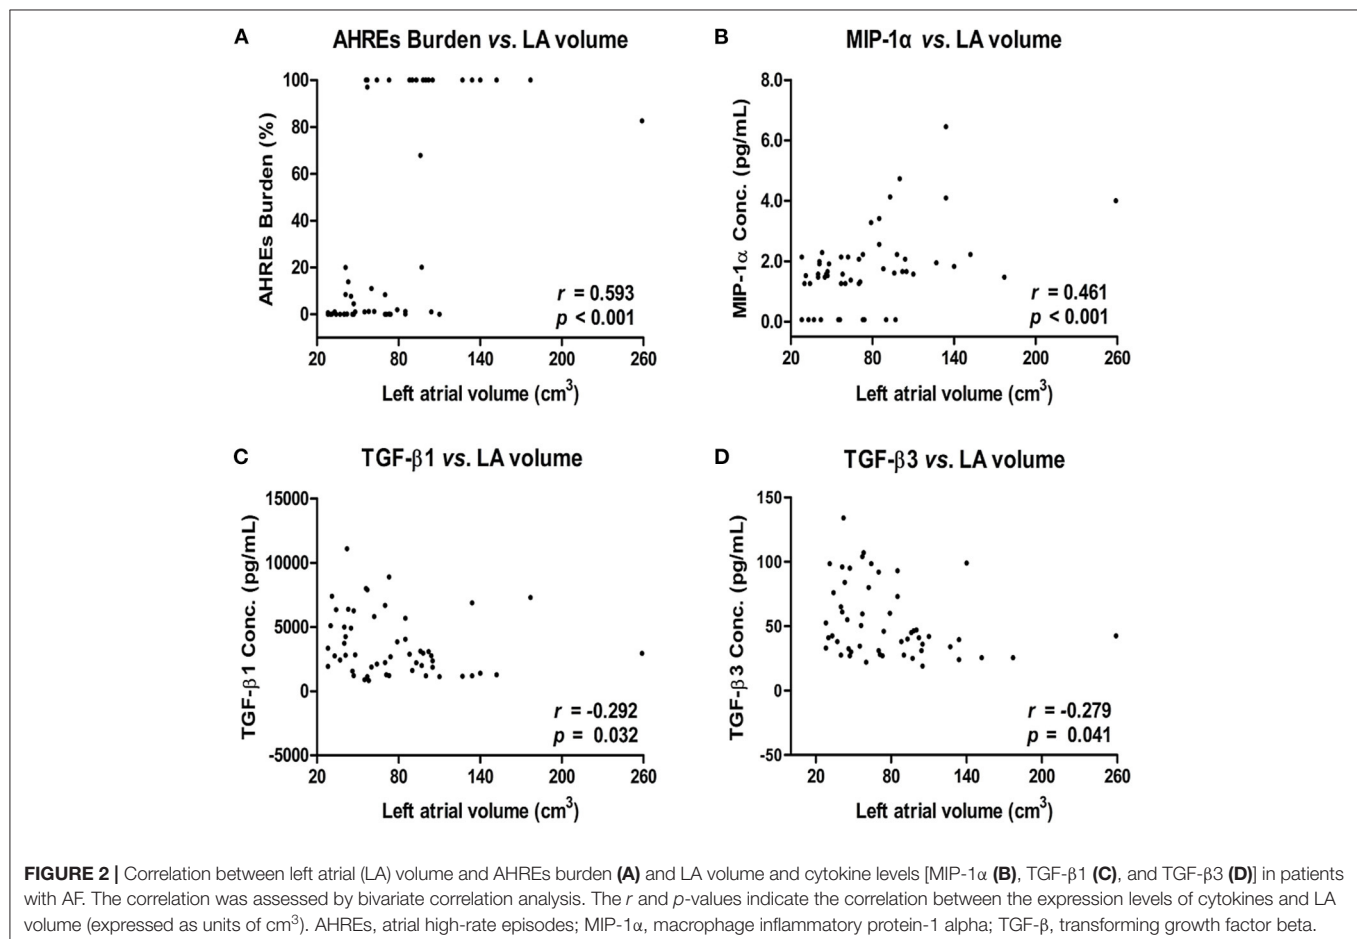 A
AHREs Burden vs. LA volume
AHREs Burden (%)
100
80
60
40
20
0
r = 0.593
p < 0.001
20 80 140 200 260
Left atrial volume (cm³)
B
MIP-1α vs. LA volume
MIP-1α Conc. (pg/mL)
8.0
6.0
4.0
2.0
0.0
r = 0.461
p < 0.001
20 80 140 200 260
Left atrial volume (cm³)
C
TGF-β1 vs. LA volume
TGF-β1 Conc. (pg/mL)
15000
10000
5000
0
-5000
r = -0.292
p = 0.032
20 80 140 200 260
Left atrial volume (cm³)
D
TGF-β3 vs. LA volume
TGF-β3 Conc. (pg/mL)
150
100
50
0
-50
r = -0.279
p = 0.041
20 80 140 200 260
Left atrial volume (cm³)
FIGURE 2 | Correlation between left atrial (LA) volume and AHREs burden (A) and LA volume and cytokine levels [MIP-1α (B), TGF-β1 (C), and TGF-β3 (D)] in patients
with AF. The correlation was assessed by bivariate correlation analysis. The r and p-values indicate the correlation between the expression levels of cytokines and LA
volume (expressed as units of cm³). AHREs, atrial high-rate episodes; MIP-1α, macrophage inflammatory protein-1 alpha; TGF-β, transforming growth factor beta.